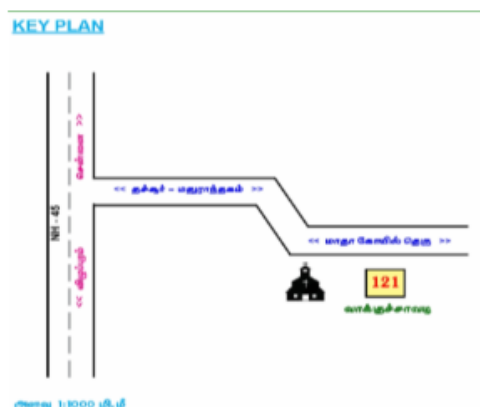 KEY PLAN
சென்னை >>
<< தச்சூர் – மதுராந்தகம் >>
NH - 45
<< மாதா கோவில் தெரு >>
<< விழுப்புரம்
121
வாக்குச்சாவடி
அளவு 1:1000 மி.மீ